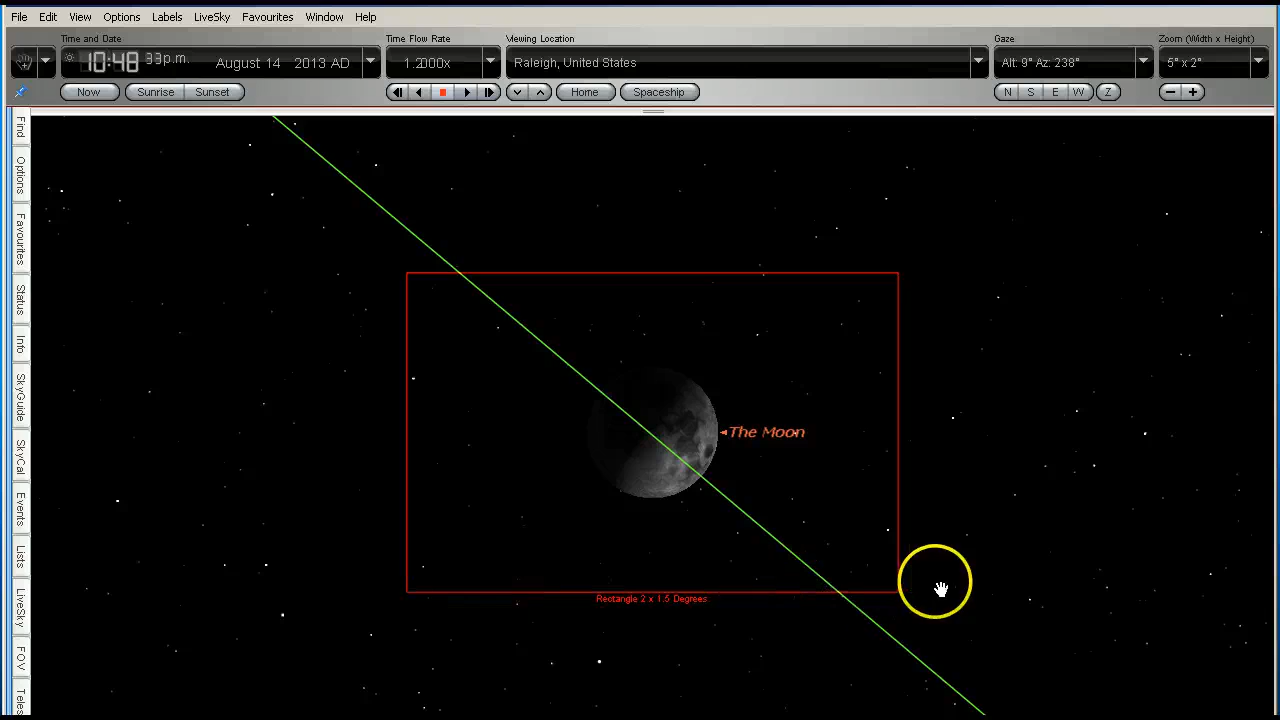 File Edit View Options Labels LiveSky Favourites Window Help
Time and Date Time Flow Rate Viewing Location Gaze Zoom (Width x Height)
10:48 33p.m. August 14 2013 AD Raleigh, United States Alt: 9° Az: 238° 5° x 2°
Now Sunrise Sunset Home Spaceship N S E W Z
Find
Options
Favourites
Status
Info
SkyGuide
SkyCal
Events
Lists
LiveSky
FOV
Teles
The Moon
Rectangle 2 x 1.5 Degrees